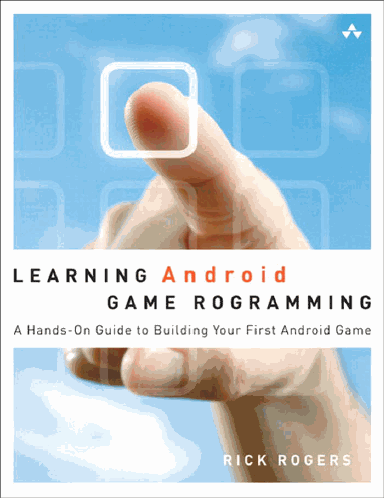 LEARNING Android
GAME ROGRAMMING
A Hands-On Guide to Building Your First Android Game
RICK ROGERS